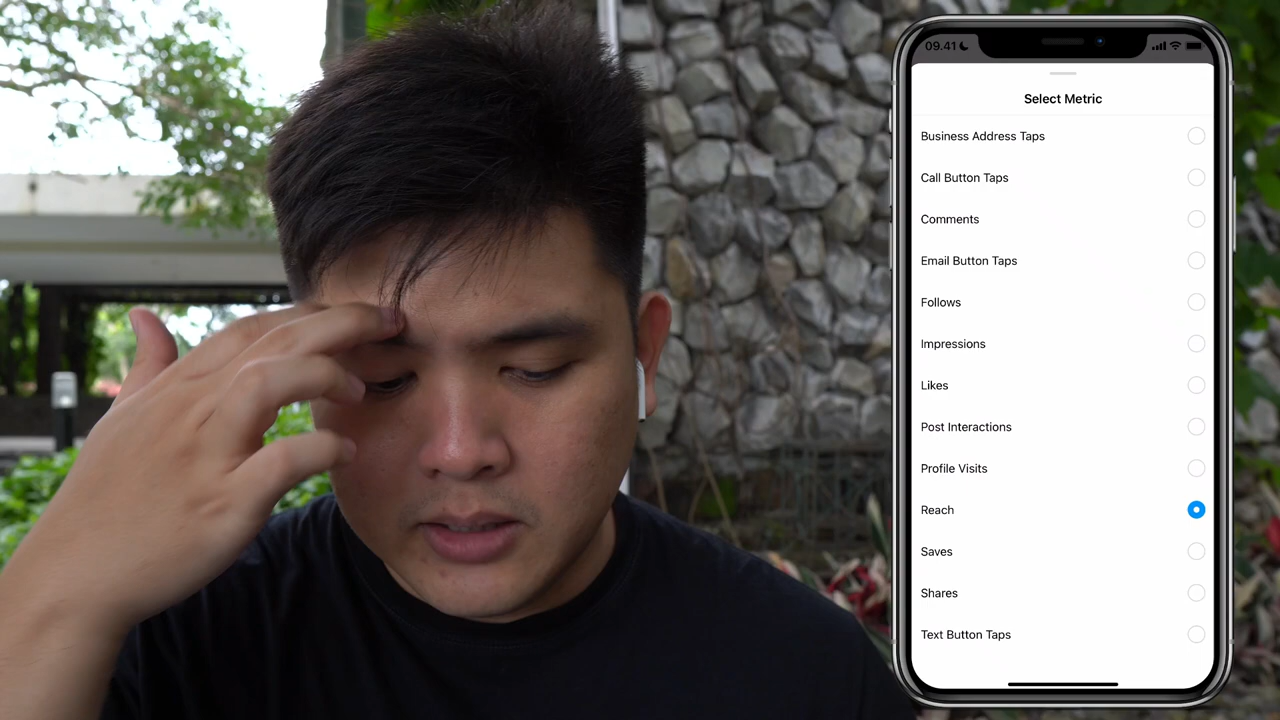 09.41
Select Metric
Business Address Taps
Call Button Taps
Comments
Email Button Taps
Follows
Impressions
Likes
Post Interactions
Profile Visits
Reach
Saves
Shares
Text Button Taps